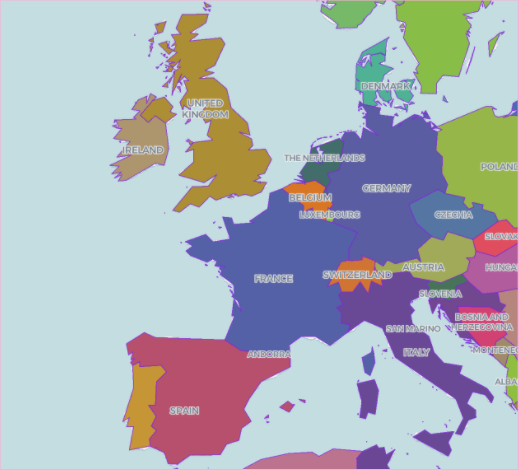 DENMARK
UNITED
KINGDOM
IRELAND
THE NETHERLANDS
POLAND
GERMANY
BELGIUM
LUXEMBOURG
CZECHIA
SLOVAK
FRANCE
SWITZERLAND
AUSTRIA
HUNGA
SLOVENIA
BOSNIA AND
HERZEGOVINA
SAN MARINO
ITALY
MONTENEG
ANDORRA
ALBA
SPAIN